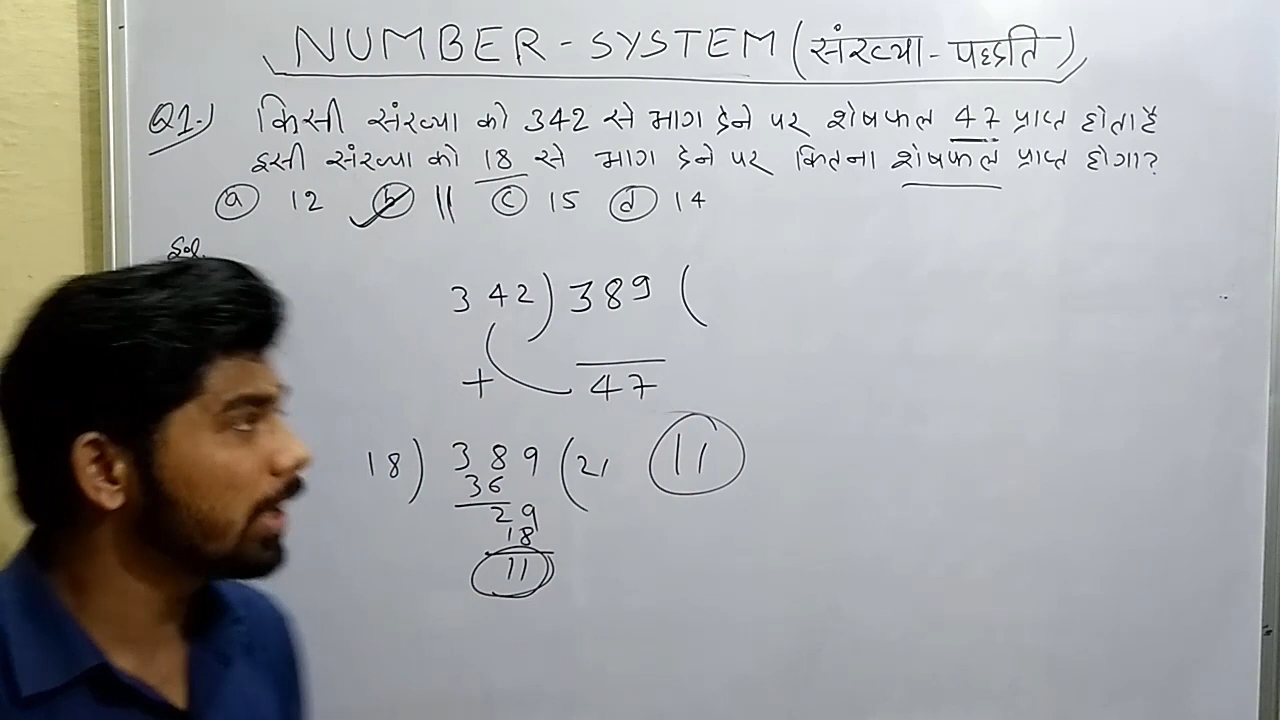 NUMBER-SYSTEM (संख्या-पद्धति)
Q1.) किसी संख्या को 342 से भाग देने पर शेषफल 47 प्राप्त होता है
इसी संख्या को 18 से भाग देने पर कितना शेषफल प्राप्त होगा?
a 12 b 11 c 15 d 14
Sol.
342) 389 (
+ 47
18) 389 (21 11
36
29
18
11